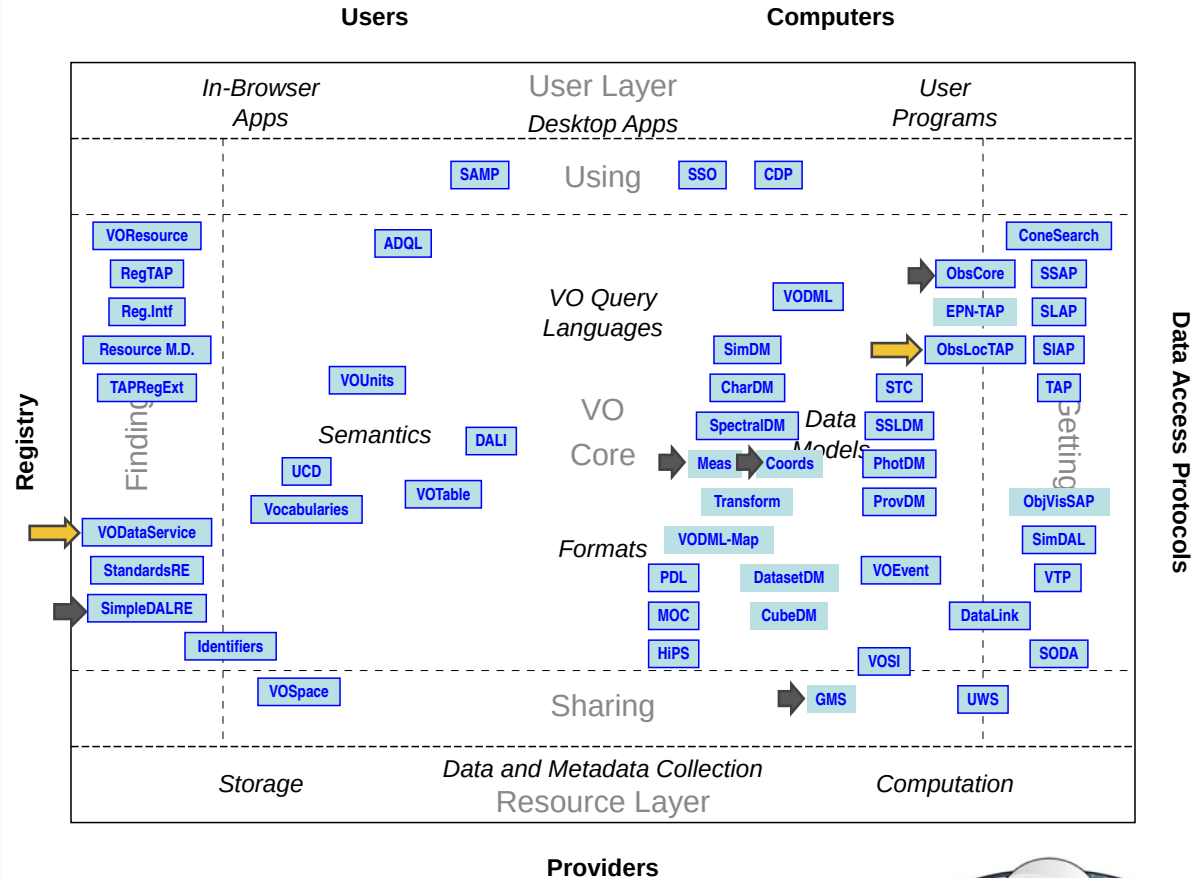 Users
Computers
In-Browser
Apps
User Layer
Desktop Apps
User
Programs
SAMP
Using
SSO
CDP
VOResource
RegTAP
Reg.Intf
Resource M.D.
TAPRegExt
Finding
Registry
VODataService
StandardsRE
SimpleDALRE
Identifiers
ADQL
VOUnits
Semantics
DALI
UCD
VOTable
Vocabularies
VO Query
Languages
VO
Core
Formats
VODML
SimDM
CharDM
SpectralDM
Data
Models
Meas
Coords
Transform
VODML-Map
PDL
DatasetDM
MOC
CubeDM
HiPS
ObsCore
EPN-TAP
ObsLocTAP
STC
SSLDM
PhotDM
ProvDM
VOEvent
DataLink
VOSI
ConeSearch
SSAP
SLAP
SIAP
TAP
Getting
ObjVisSAP
SimDAL
VTP
SODA
Data Access Protocols
VOSpace
Sharing
GMS
UWS
Storage
Data and Metadata Collection
Resource Layer
Computation
Providers